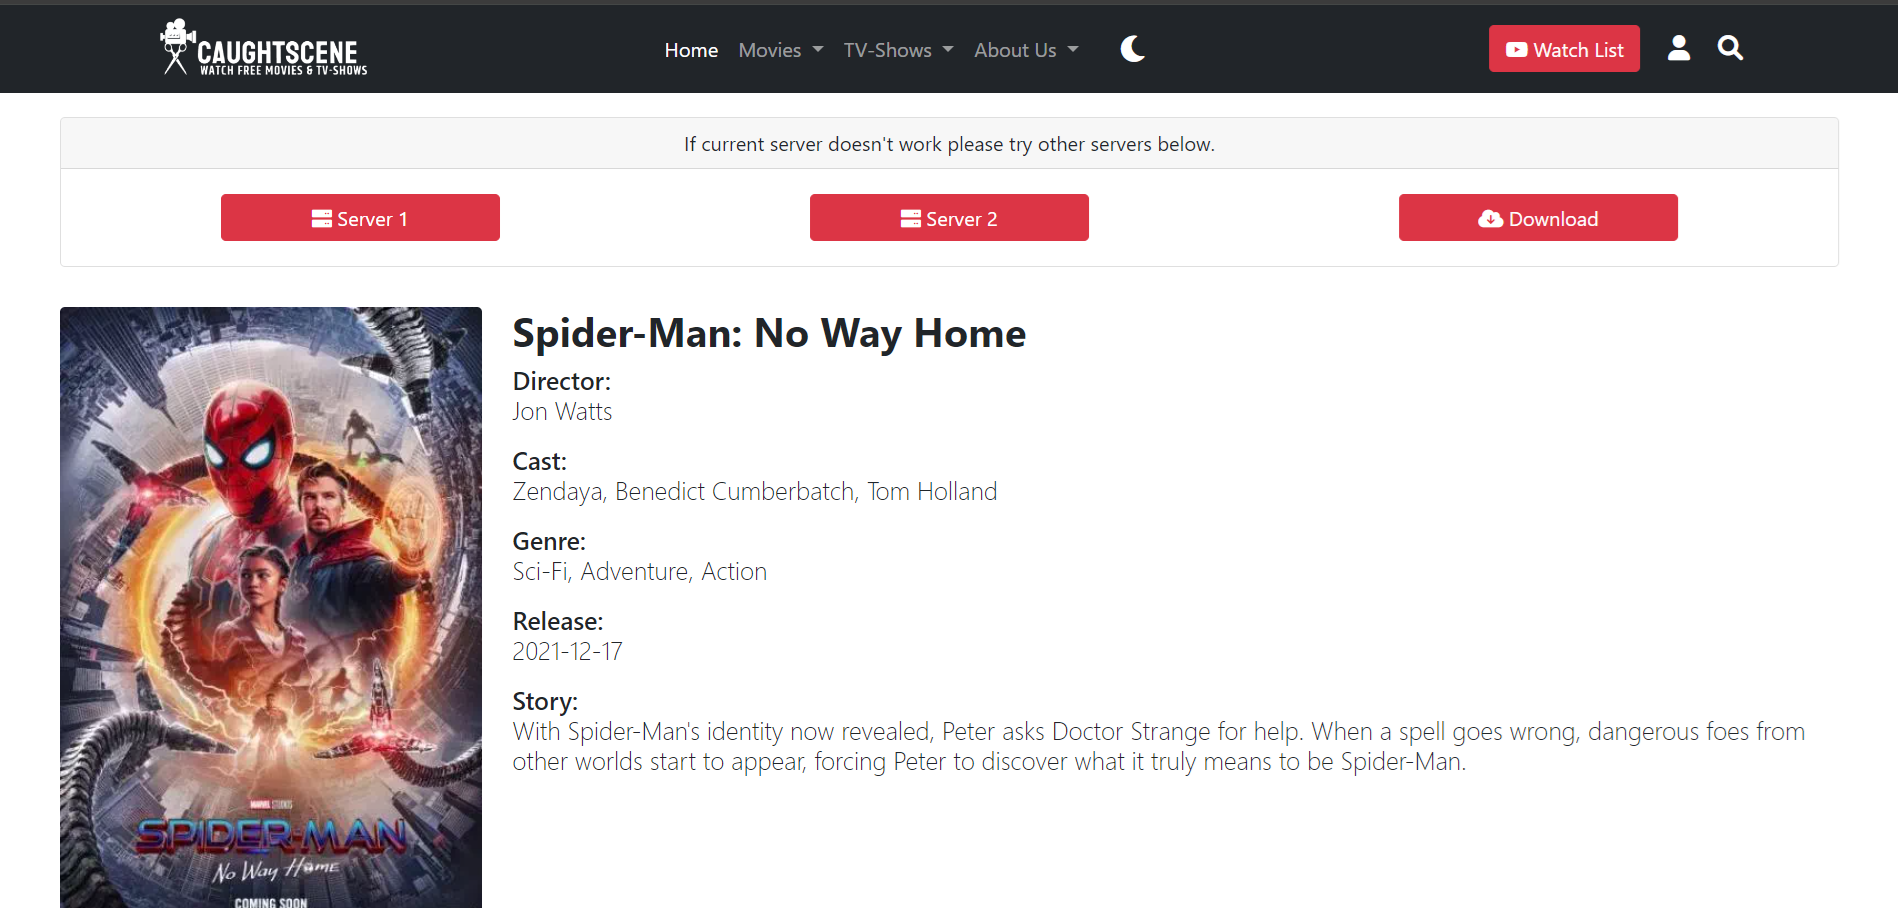 CAUGHTSCENE
WATCH FREE MOVIES & TV-SHOWS
Home Movies TV-Shows About Us
Watch List
If current server doesn't work please try other servers below.
Server 1
Server 2
Download
Spider-Man: No Way Home
Director:
Jon Watts
Cast:
Zendaya, Benedict Cumberbatch, Tom Holland
Genre:
Sci-Fi, Adventure, Action
Release:
2021-12-17
Story:
With Spider-Man's identity now revealed, Peter asks Doctor Strange for help. When a spell goes wrong, dangerous foes from
other worlds start to appear, forcing Peter to discover what it truly means to be Spider-Man.
MARVEL STUDIOS
SPIDER-MAN
No Way Home
COMING SOON